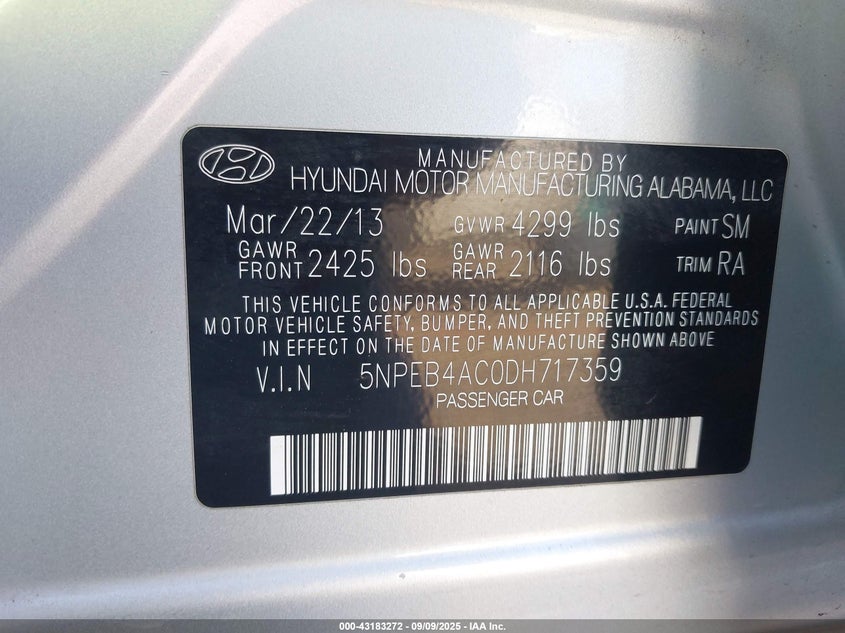 MANUFACTURED BY
HYUNDAI MOTOR MANUFACTURING ALABAMA, LLC
Mar/22/13 GVWR 4299 lbs PAINT SM
GAWR FRONT 2425 lbs GAWR REAR 2116 lbs TRIM RA
THIS VEHICLE CONFORMS TO ALL APPLICABLE U.S.A. FEDERAL
MOTOR VEHICLE SAFETY, BUMPER, AND THEFT PREVENTION STANDARDS
IN EFFECT ON THE DATE OF MANUFACTURE SHOWN ABOVE
V.I.N 5NPEB4AC0DH717359
PASSENGER CAR
000-43183272 - 09/09/2025 - IAA Inc.